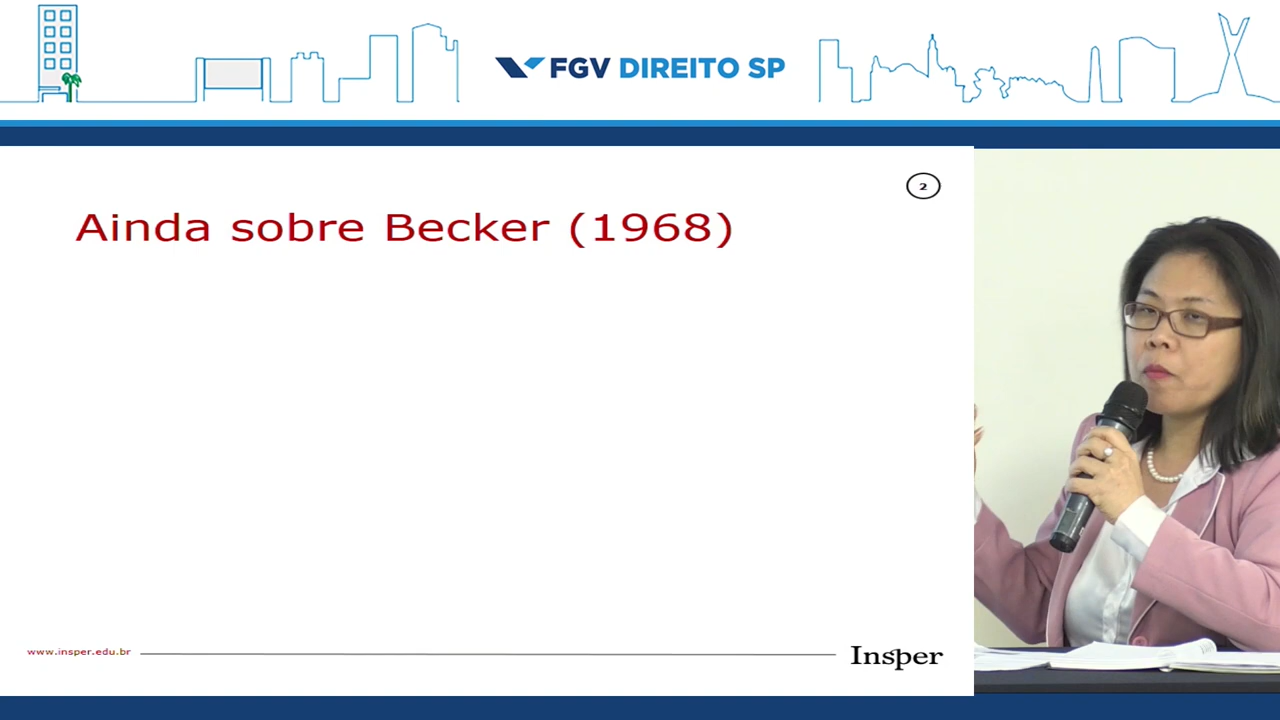 FGV DIREITO SP
2
Ainda sobre Becker (1968)
www.insper.edu.br
Insper